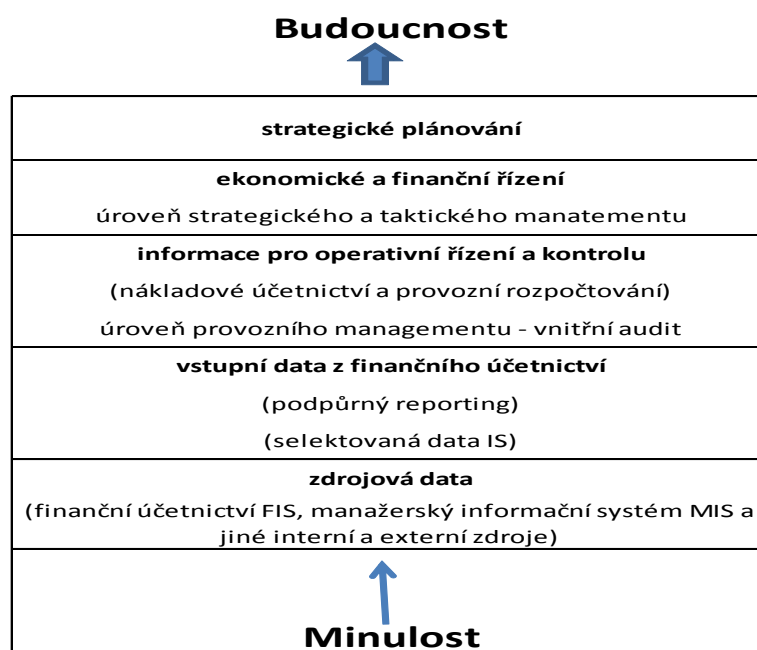 Budoucnost
strategické plánování
ekonomické a finanční řízení
úroveň strategického a taktického manatementu
informace pro operativní řízení a kontrolu
(nákladové účetnictví a provozní rozpočtování)
úroveň provozního managementu - vnitřní audit
vstupní data z finančního účetnictví
(podpůrný reporting)
(selektovaná data IS)
zdrojová data
(finanční účetnictví FIS, manažerský informační systém MIS a
jiné interní a externí zdroje)
Minulost